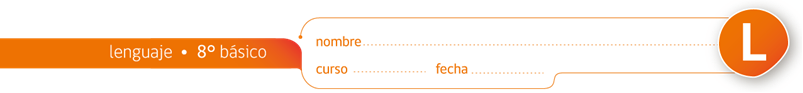 lenguaje • 8° básico
nombre
curso fecha
L